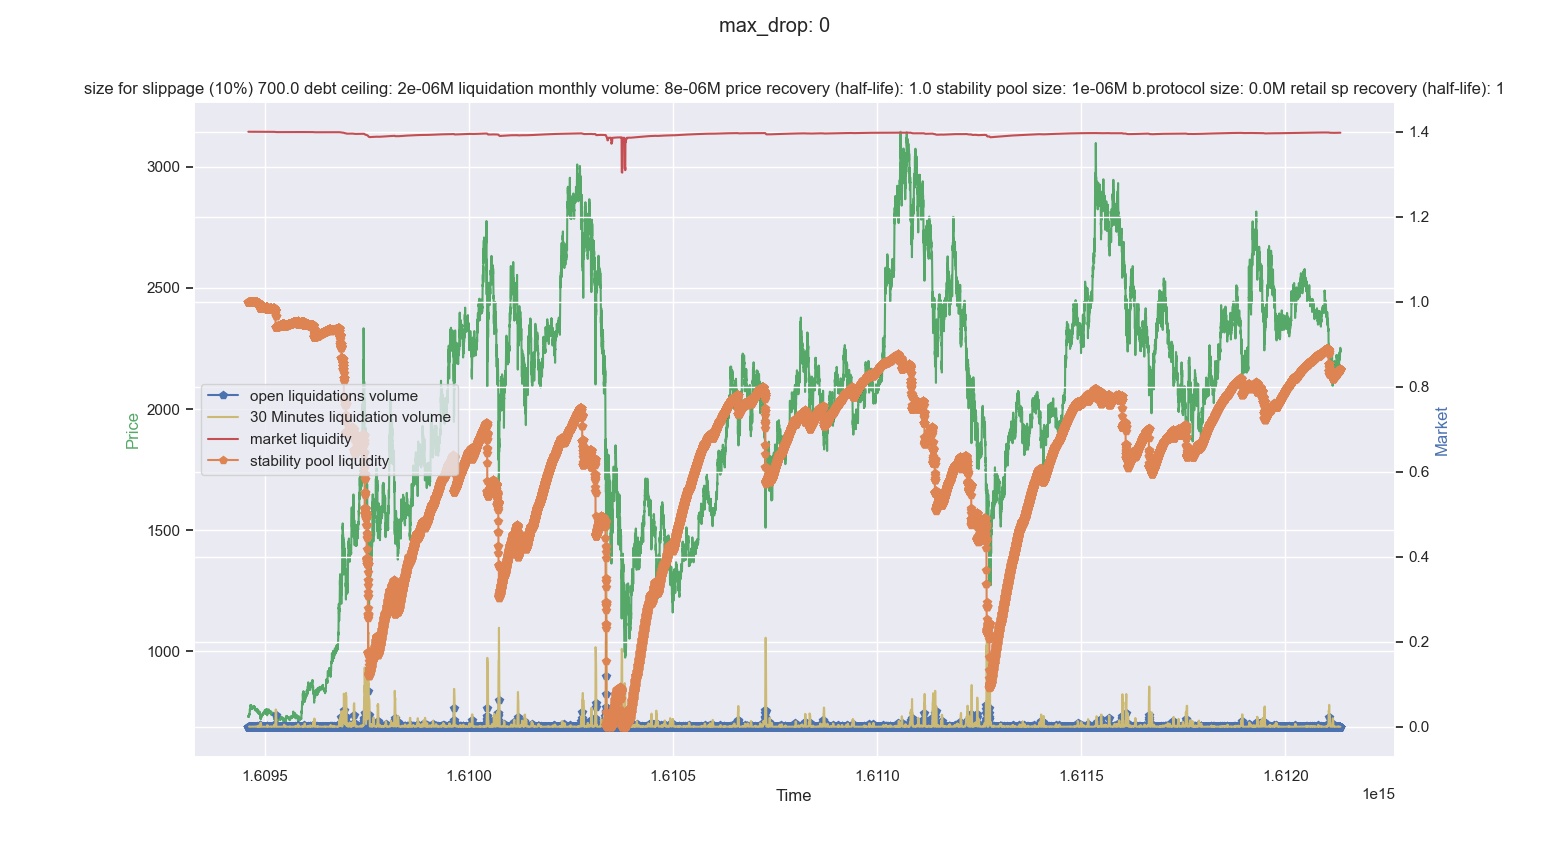 max_drop: 0
size for slippage (10%) 700.0 debt ceiling: 2e-06M liquidation monthly volume: 8e-06M price recovery (half-life): 1.0 stability pool size: 1e-06M b.protocol size: 0.0M retail sp recovery (half-life): 1
3000
2500
2000
1500
1000
Price
open liquidations volume
30 Minutes liquidation volume
market liquidity
stability pool liquidity
1.4
1.2
1.0
0.8
0.6
0.4
0.2
0.0
Market
1.6095 1.6100 1.6105 1.6110 1.6115 1.6120
1e15
Time